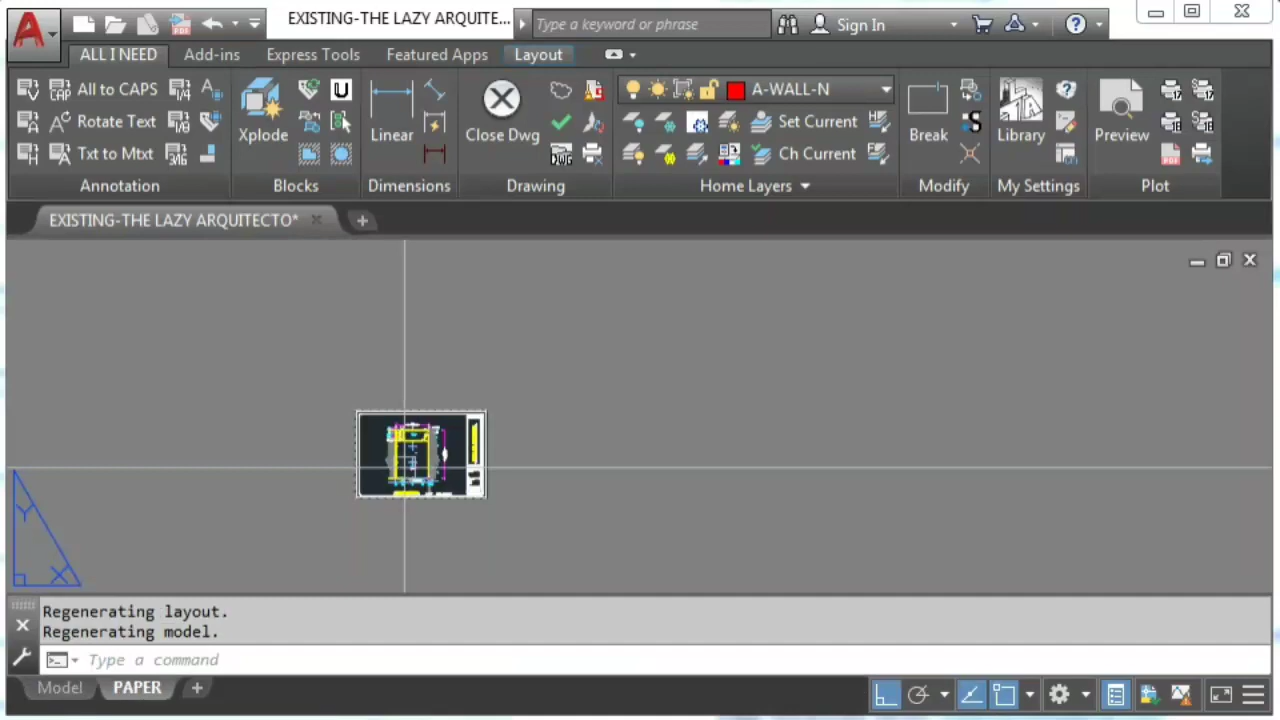 EXISTING-THE LAZY ARQUITE...
Type a keyword or phrase
Sign In
ALL I NEED
Add-ins
Express Tools
Featured Apps
Layout
All to CAPS
Rotate Text
Txt to Mtxt
Annotation
Xplode
Blocks
Linear
Dimensions
Close Dwg
Drawing
A-WALL-N
Set Current
Ch Current
Home Layers
Break
Modify
Library
My Settings
Preview
Plot
EXISTING-THE LAZY ARQUITECTO*
Y
X
Regenerating layout.
Regenerating model.
Type a command
Model
PAPER